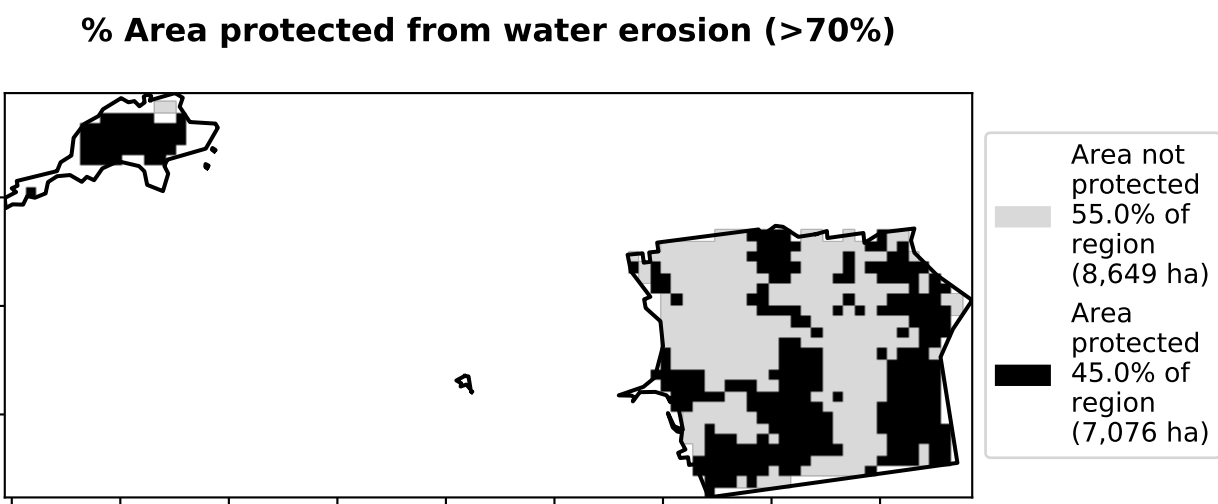 % Area protected from water erosion (>70%)
Area not
protected
55.0% of
region
(8,649 ha)
Area
protected
45.0% of
region
(7,076 ha)